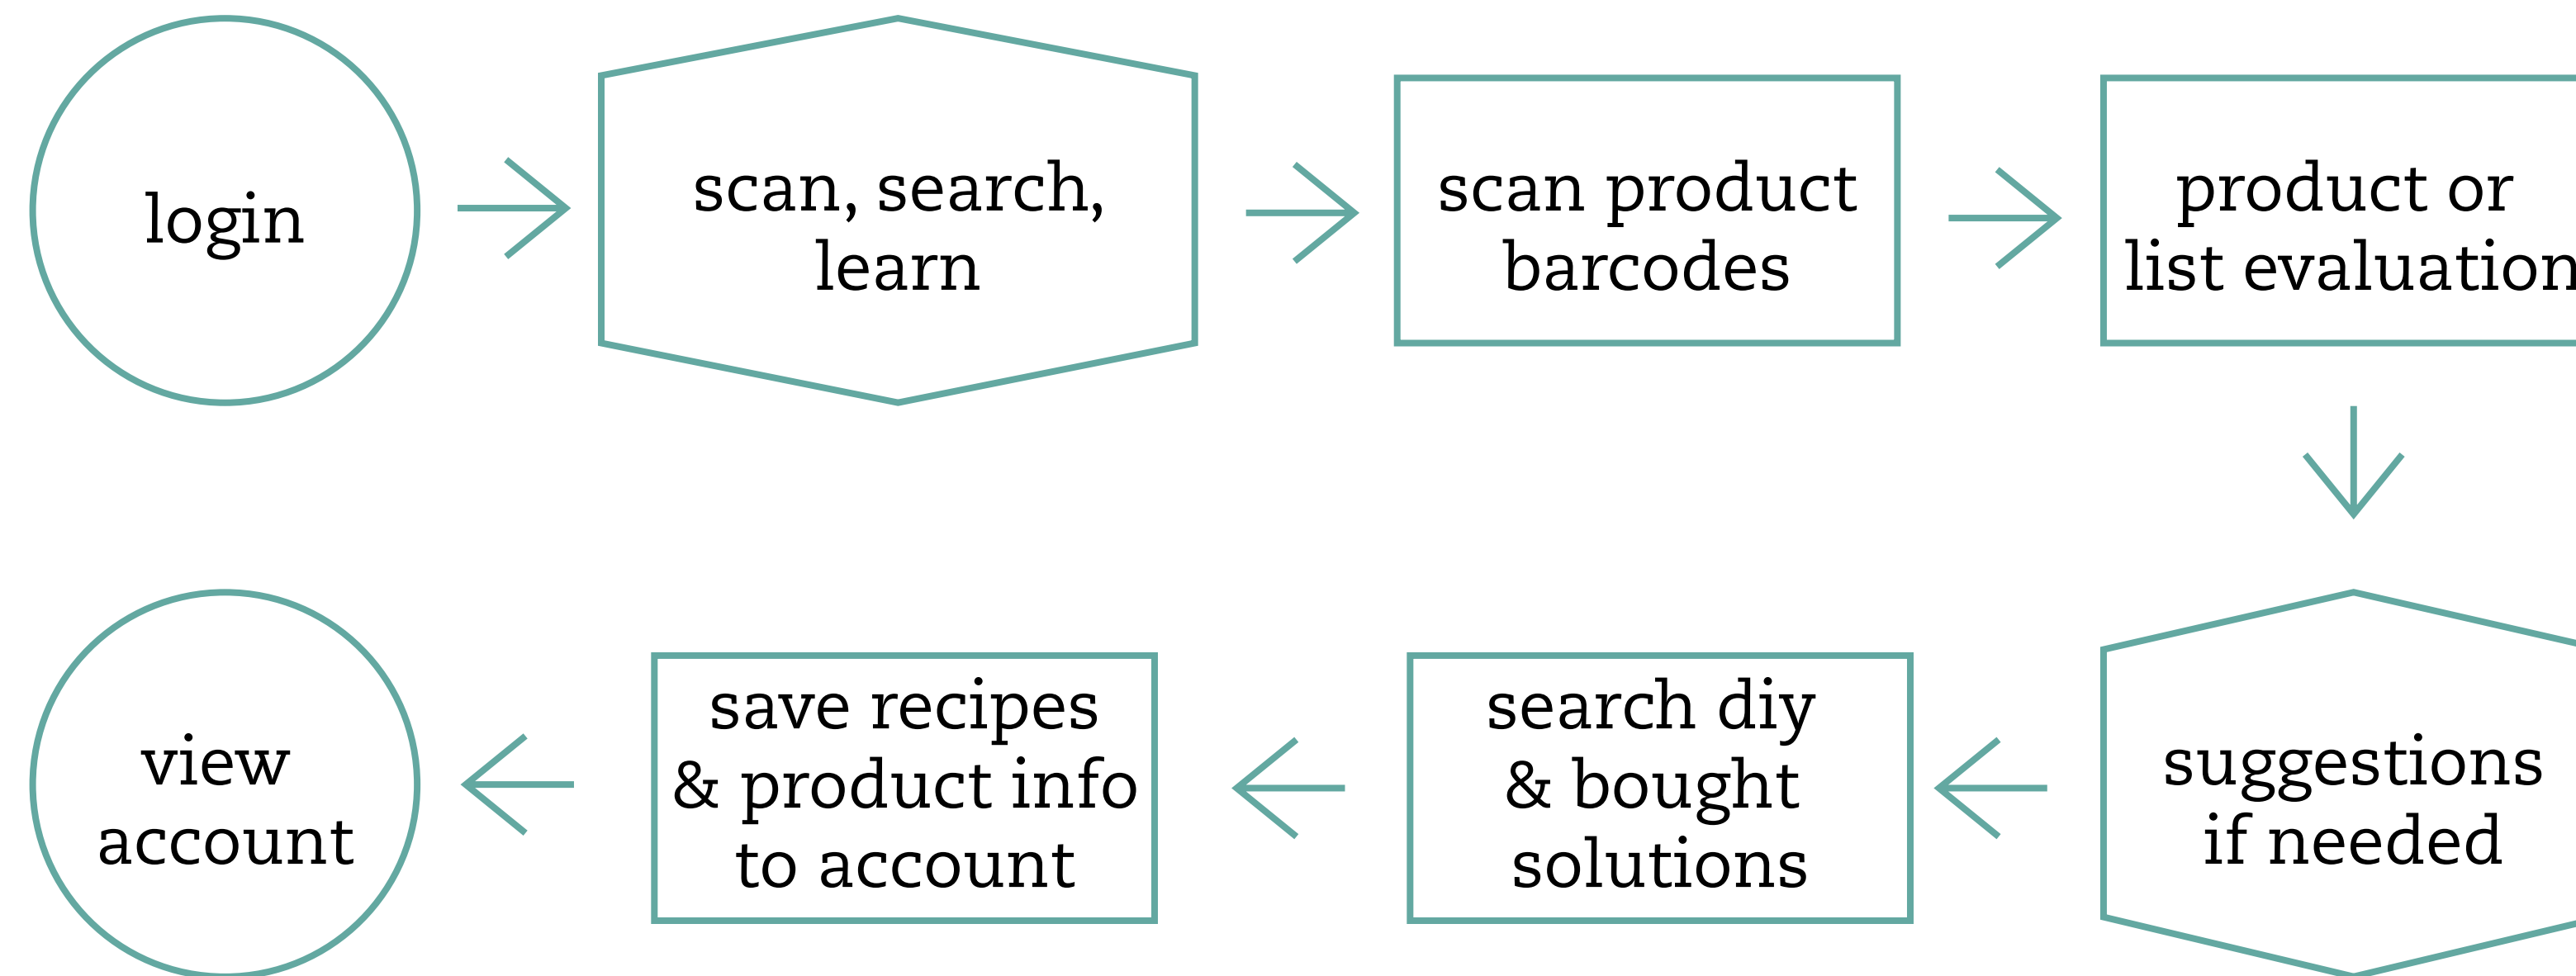 login
scan, search,
learn
scan product
barcodes
product or
list evaluation
suggestions
if needed
search diy
& bought
solutions
save recipes
& product info
to account
view
account